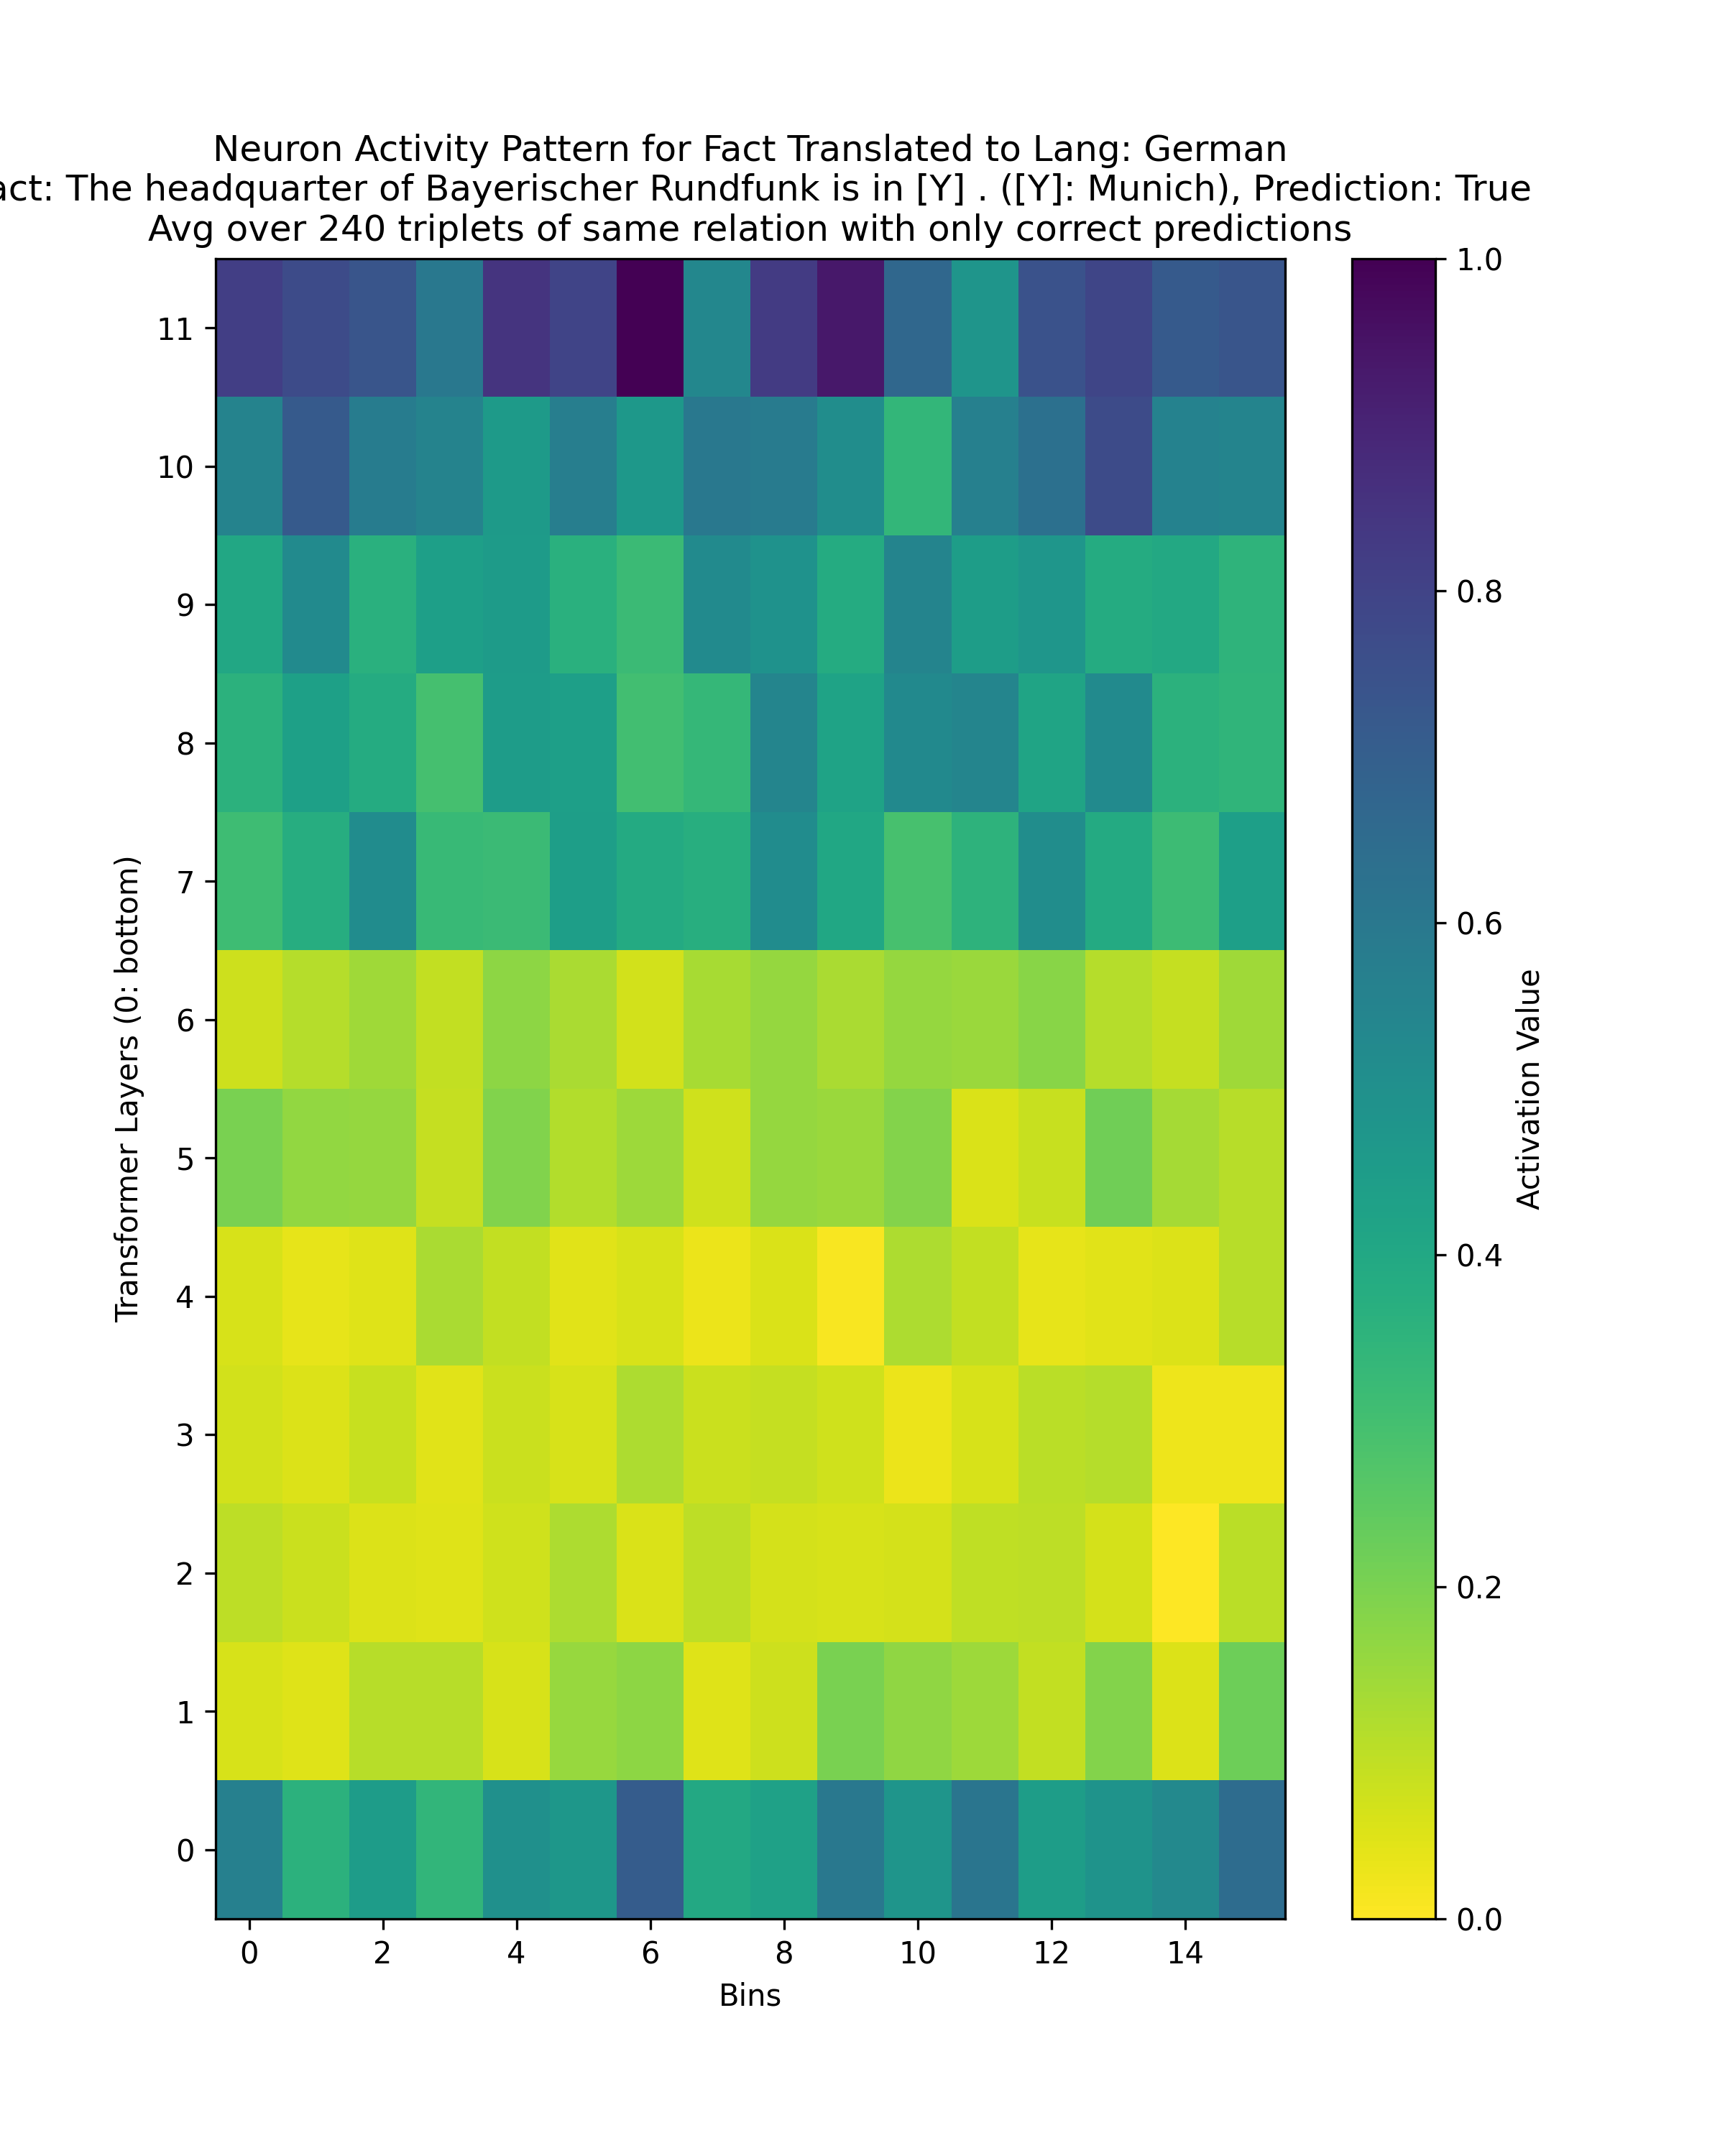 Neuron Activity Pattern for Fact Translated to Lang: German
act: The headquarter of Bayerischer Rundfunk is in [Y] . ([Y]: Munich), Prediction: True
Avg over 240 triplets of same relation with only correct predictions
11
10
9
8
7
6
5
4
3
2
1
0
Transformer Layers (0: bottom)
0 2 4 6 8 10 12 14
Bins
1.0
0.8
0.6
0.4
0.2
0.0
Activation Value